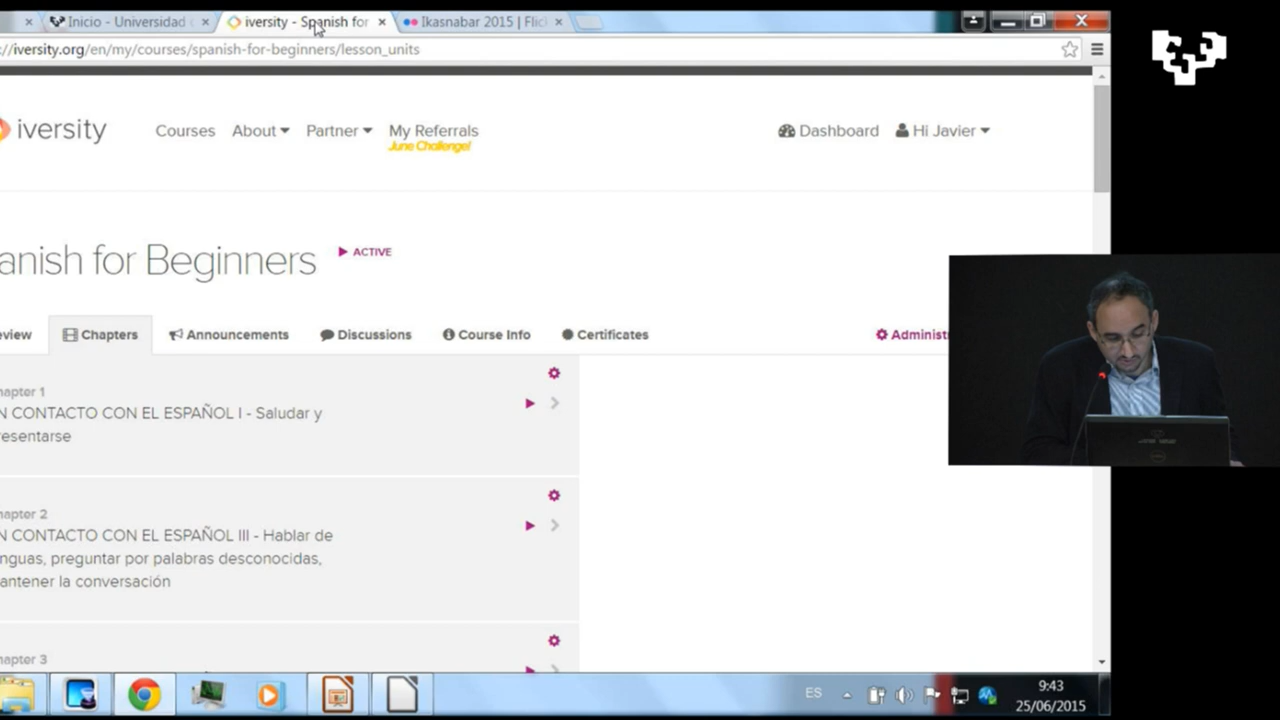 Inicio - Universidad
iversity - Spanish for
Ikasnabar 2015 | Flic
//iversity.org/en/my/courses/spanish-for-beginners/lesson_units
iversity
Courses
About
Partner
My Referrals
June Challenge!
Dashboard
Hi Javier
anish for Beginners
ACTIVE
eview
Chapters
Announcements
Discussions
Course Info
Certificates
Administ
hapter 1
N CONTACTO CON EL ESPAÑOL I - Saludar y
resentarse
hapter 2
N CONTACTO CON EL ESPAÑOL III - Hablar de
nguas, preguntar por palabras desconocidas,
antener la conversación
hapter 3
ES
9:43
25/06/2015